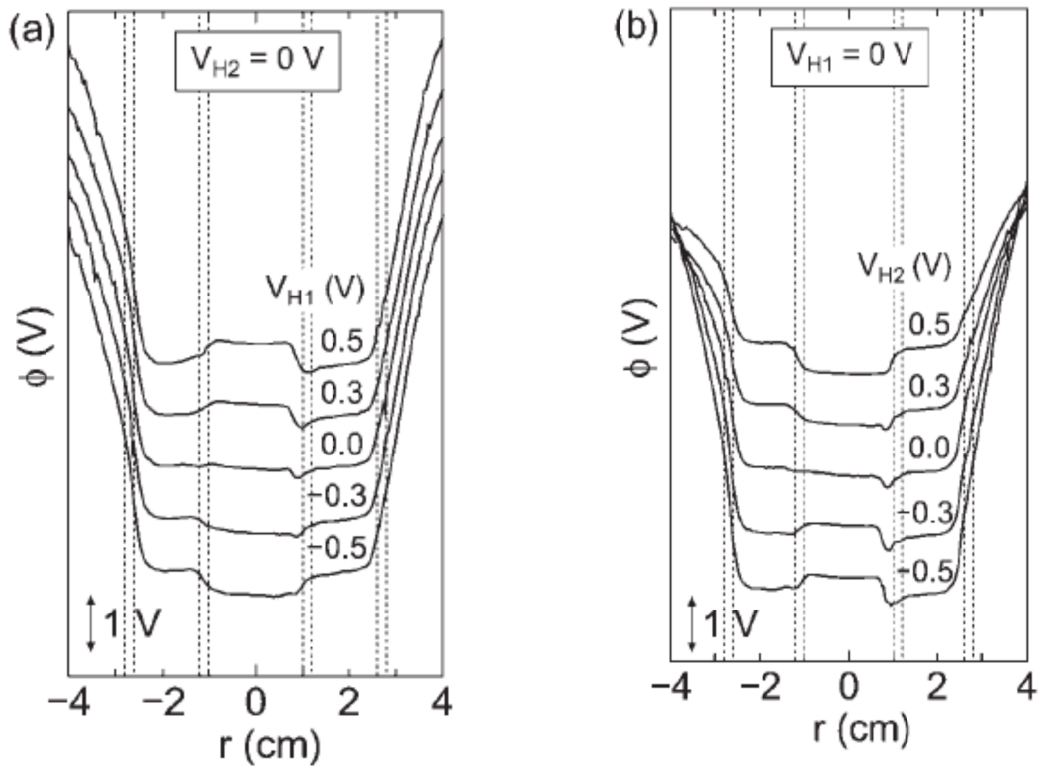 (a)
V_H2 = 0 V
V_H1 (V)
0.5
0.3
0.0
−0.3
−0.5
1 V
ϕ (V)
−4 −2 0 2 4
r (cm)
(b)
V_H1 = 0 V
V_H2 (V)
0.5
0.3
0.0
−0.3
−0.5
1 V
ϕ (V)
−4 −2 0 2 4
r (cm)